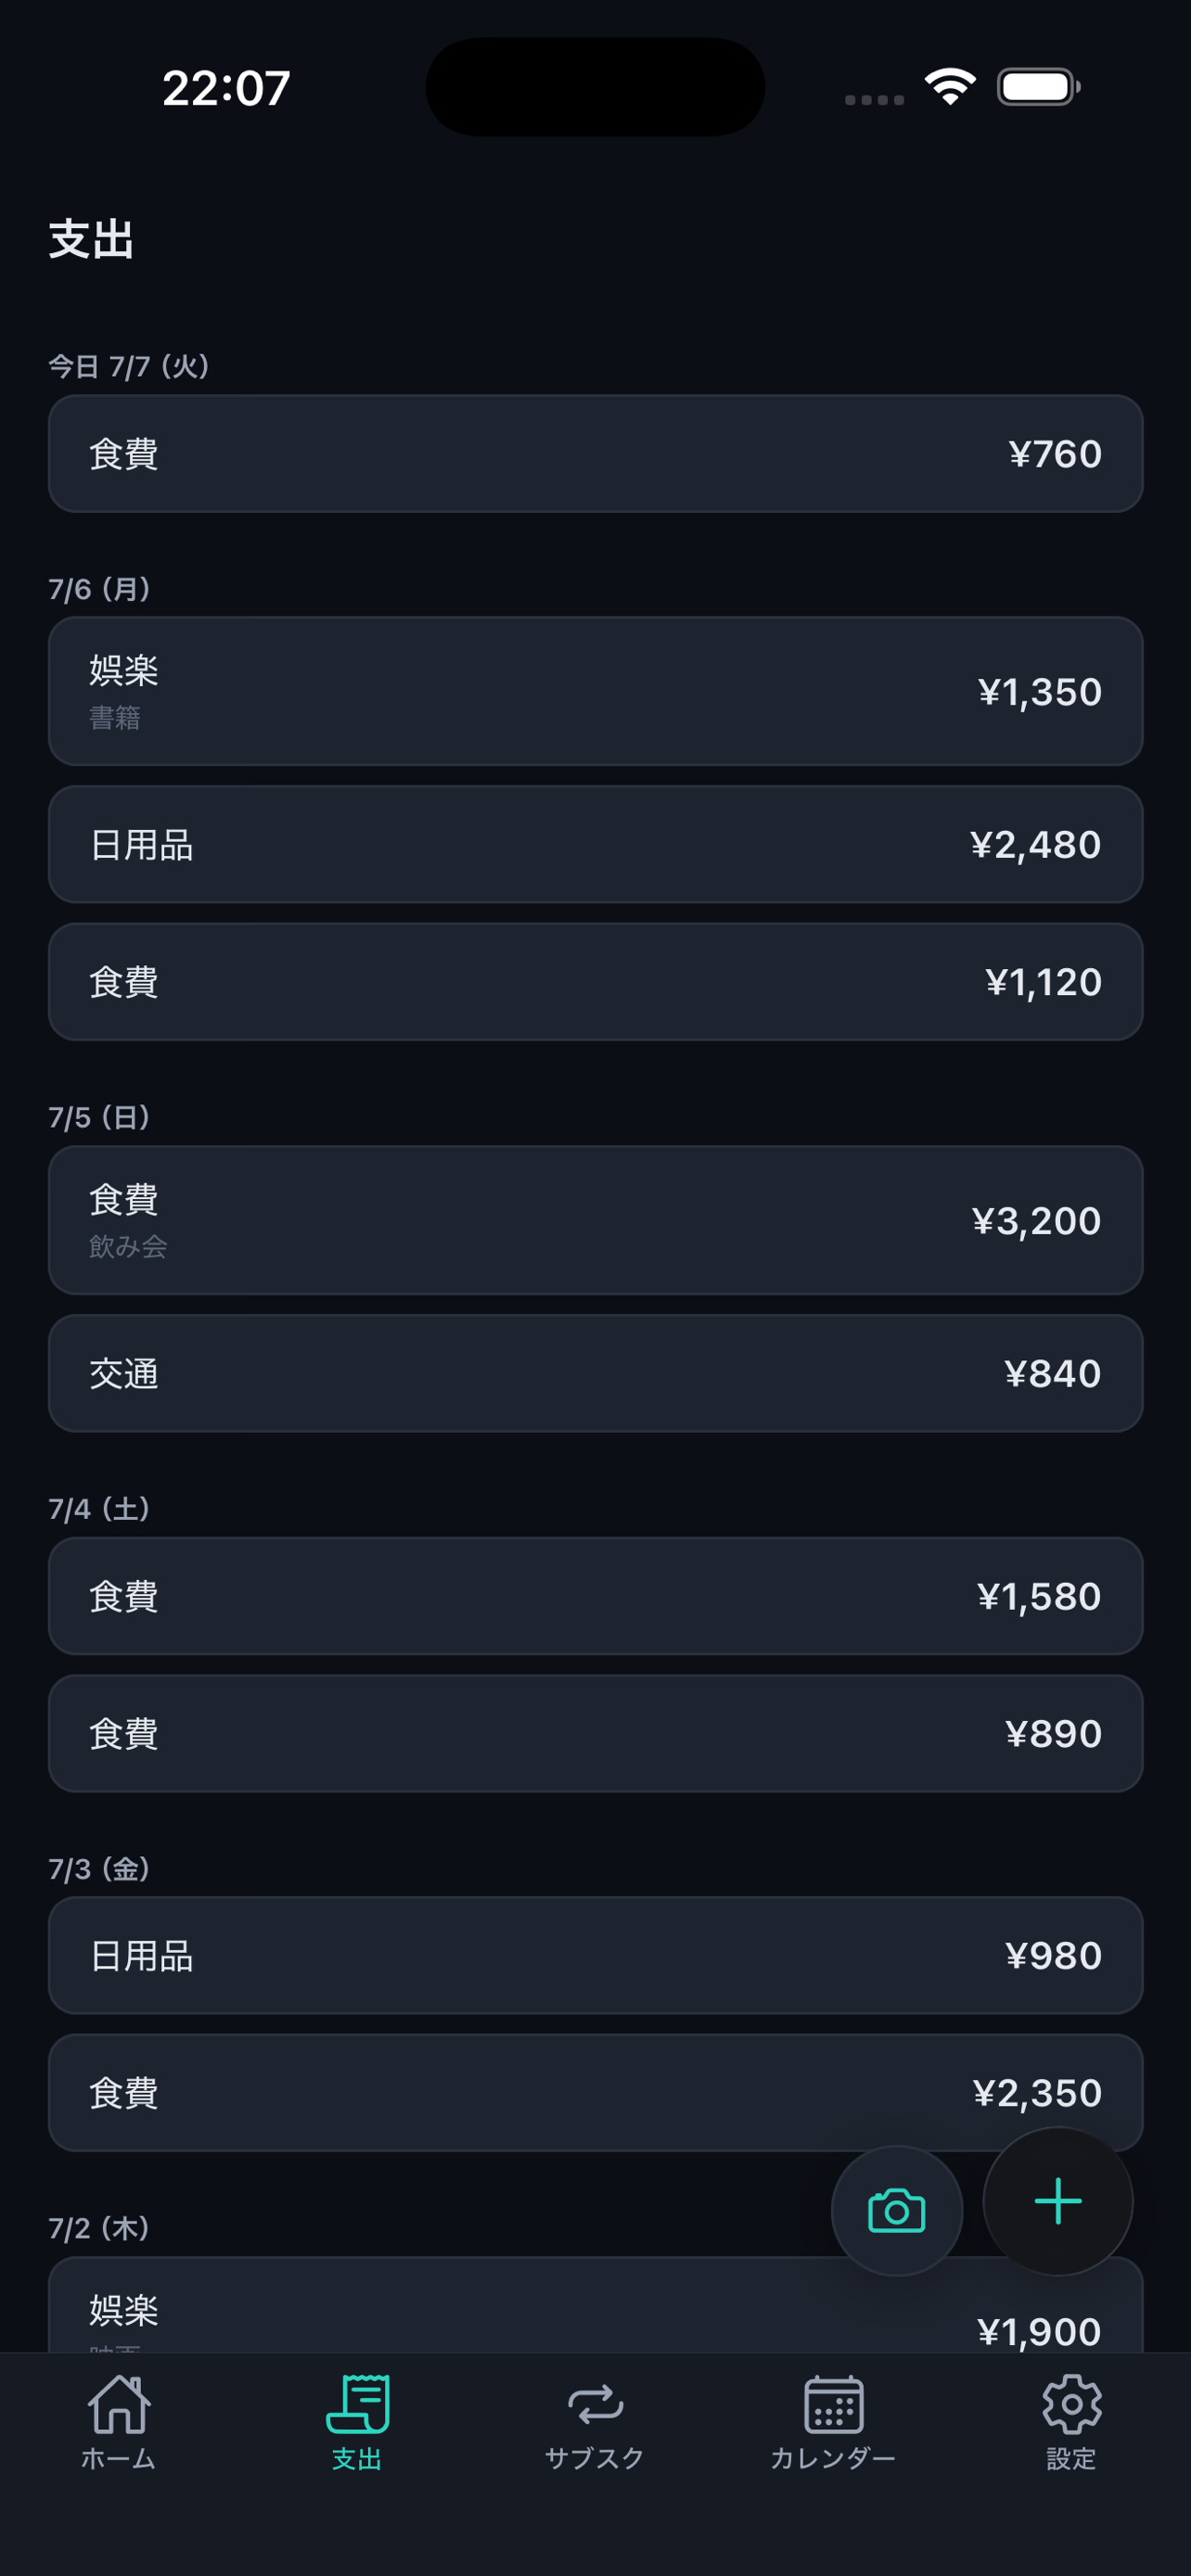 22:07
支出
今日 7/7（火）
食費 ¥760
7/6（月）
娯楽 ¥1,350
書籍
日用品 ¥2,480
食費 ¥1,120
7/5（日）
食費 ¥3,200
飲み会
交通 ¥840
7/4（土）
食費 ¥1,580
食費 ¥890
7/3（金）
日用品 ¥980
食費 ¥2,350
7/2（木）
娯楽 ¥1,900
ホーム 支出 サブスク カレンダー 設定